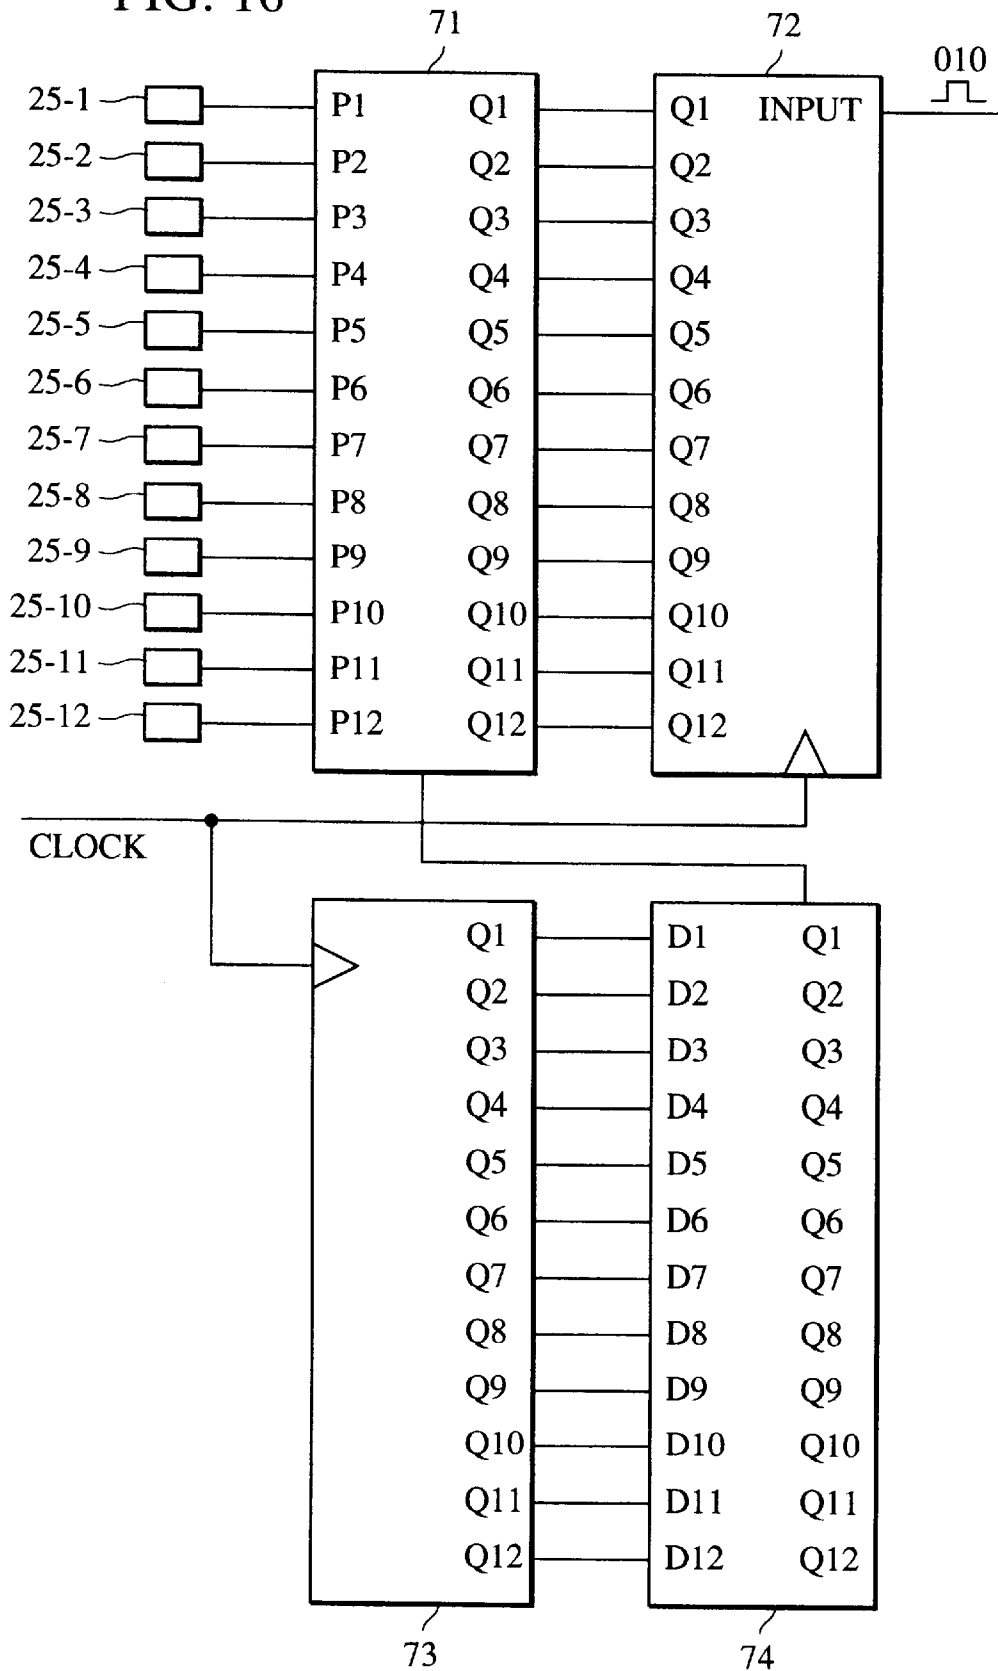 FIG. 16
71
72
010
25-1 P1 Q1 Q1 INPUT
25-2 P2 Q2 Q2
25-3 P3 Q3 Q3
25-4 P4 Q4 Q4
25-5 P5 Q5 Q5
25-6 P6 Q6 Q6
25-7 P7 Q7 Q7
25-8 P8 Q8 Q8
25-9 P9 Q9 Q9
25-10 P10 Q10 Q10
25-11 P11 Q11 Q11
25-12 P12 Q12 Q12
CLOCK
Q1 D1 Q1
Q2 D2 Q2
Q3 D3 Q3
Q4 D4 Q4
Q5 D5 Q5
Q6 D6 Q6
Q7 D7 Q7
Q8 D8 Q8
Q9 D9 Q9
Q10 D10 Q10
Q11 D11 Q11
Q12 D12 Q12
73
74